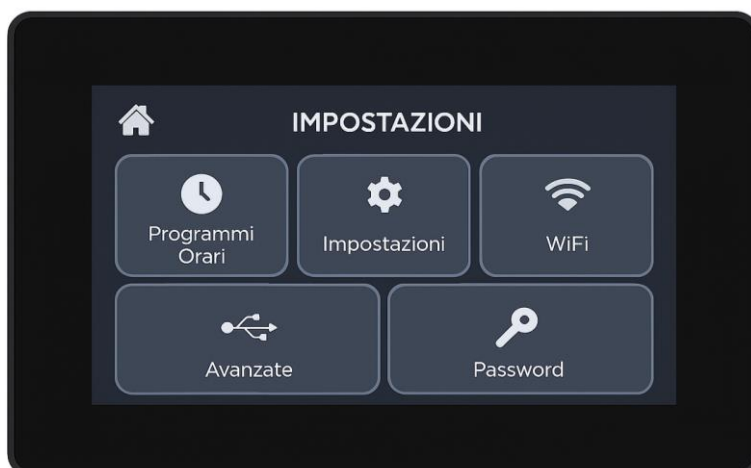 IMPOSTAZIONI
Programmi
Orari
Impostazioni
WiFi
Avanzate
Password